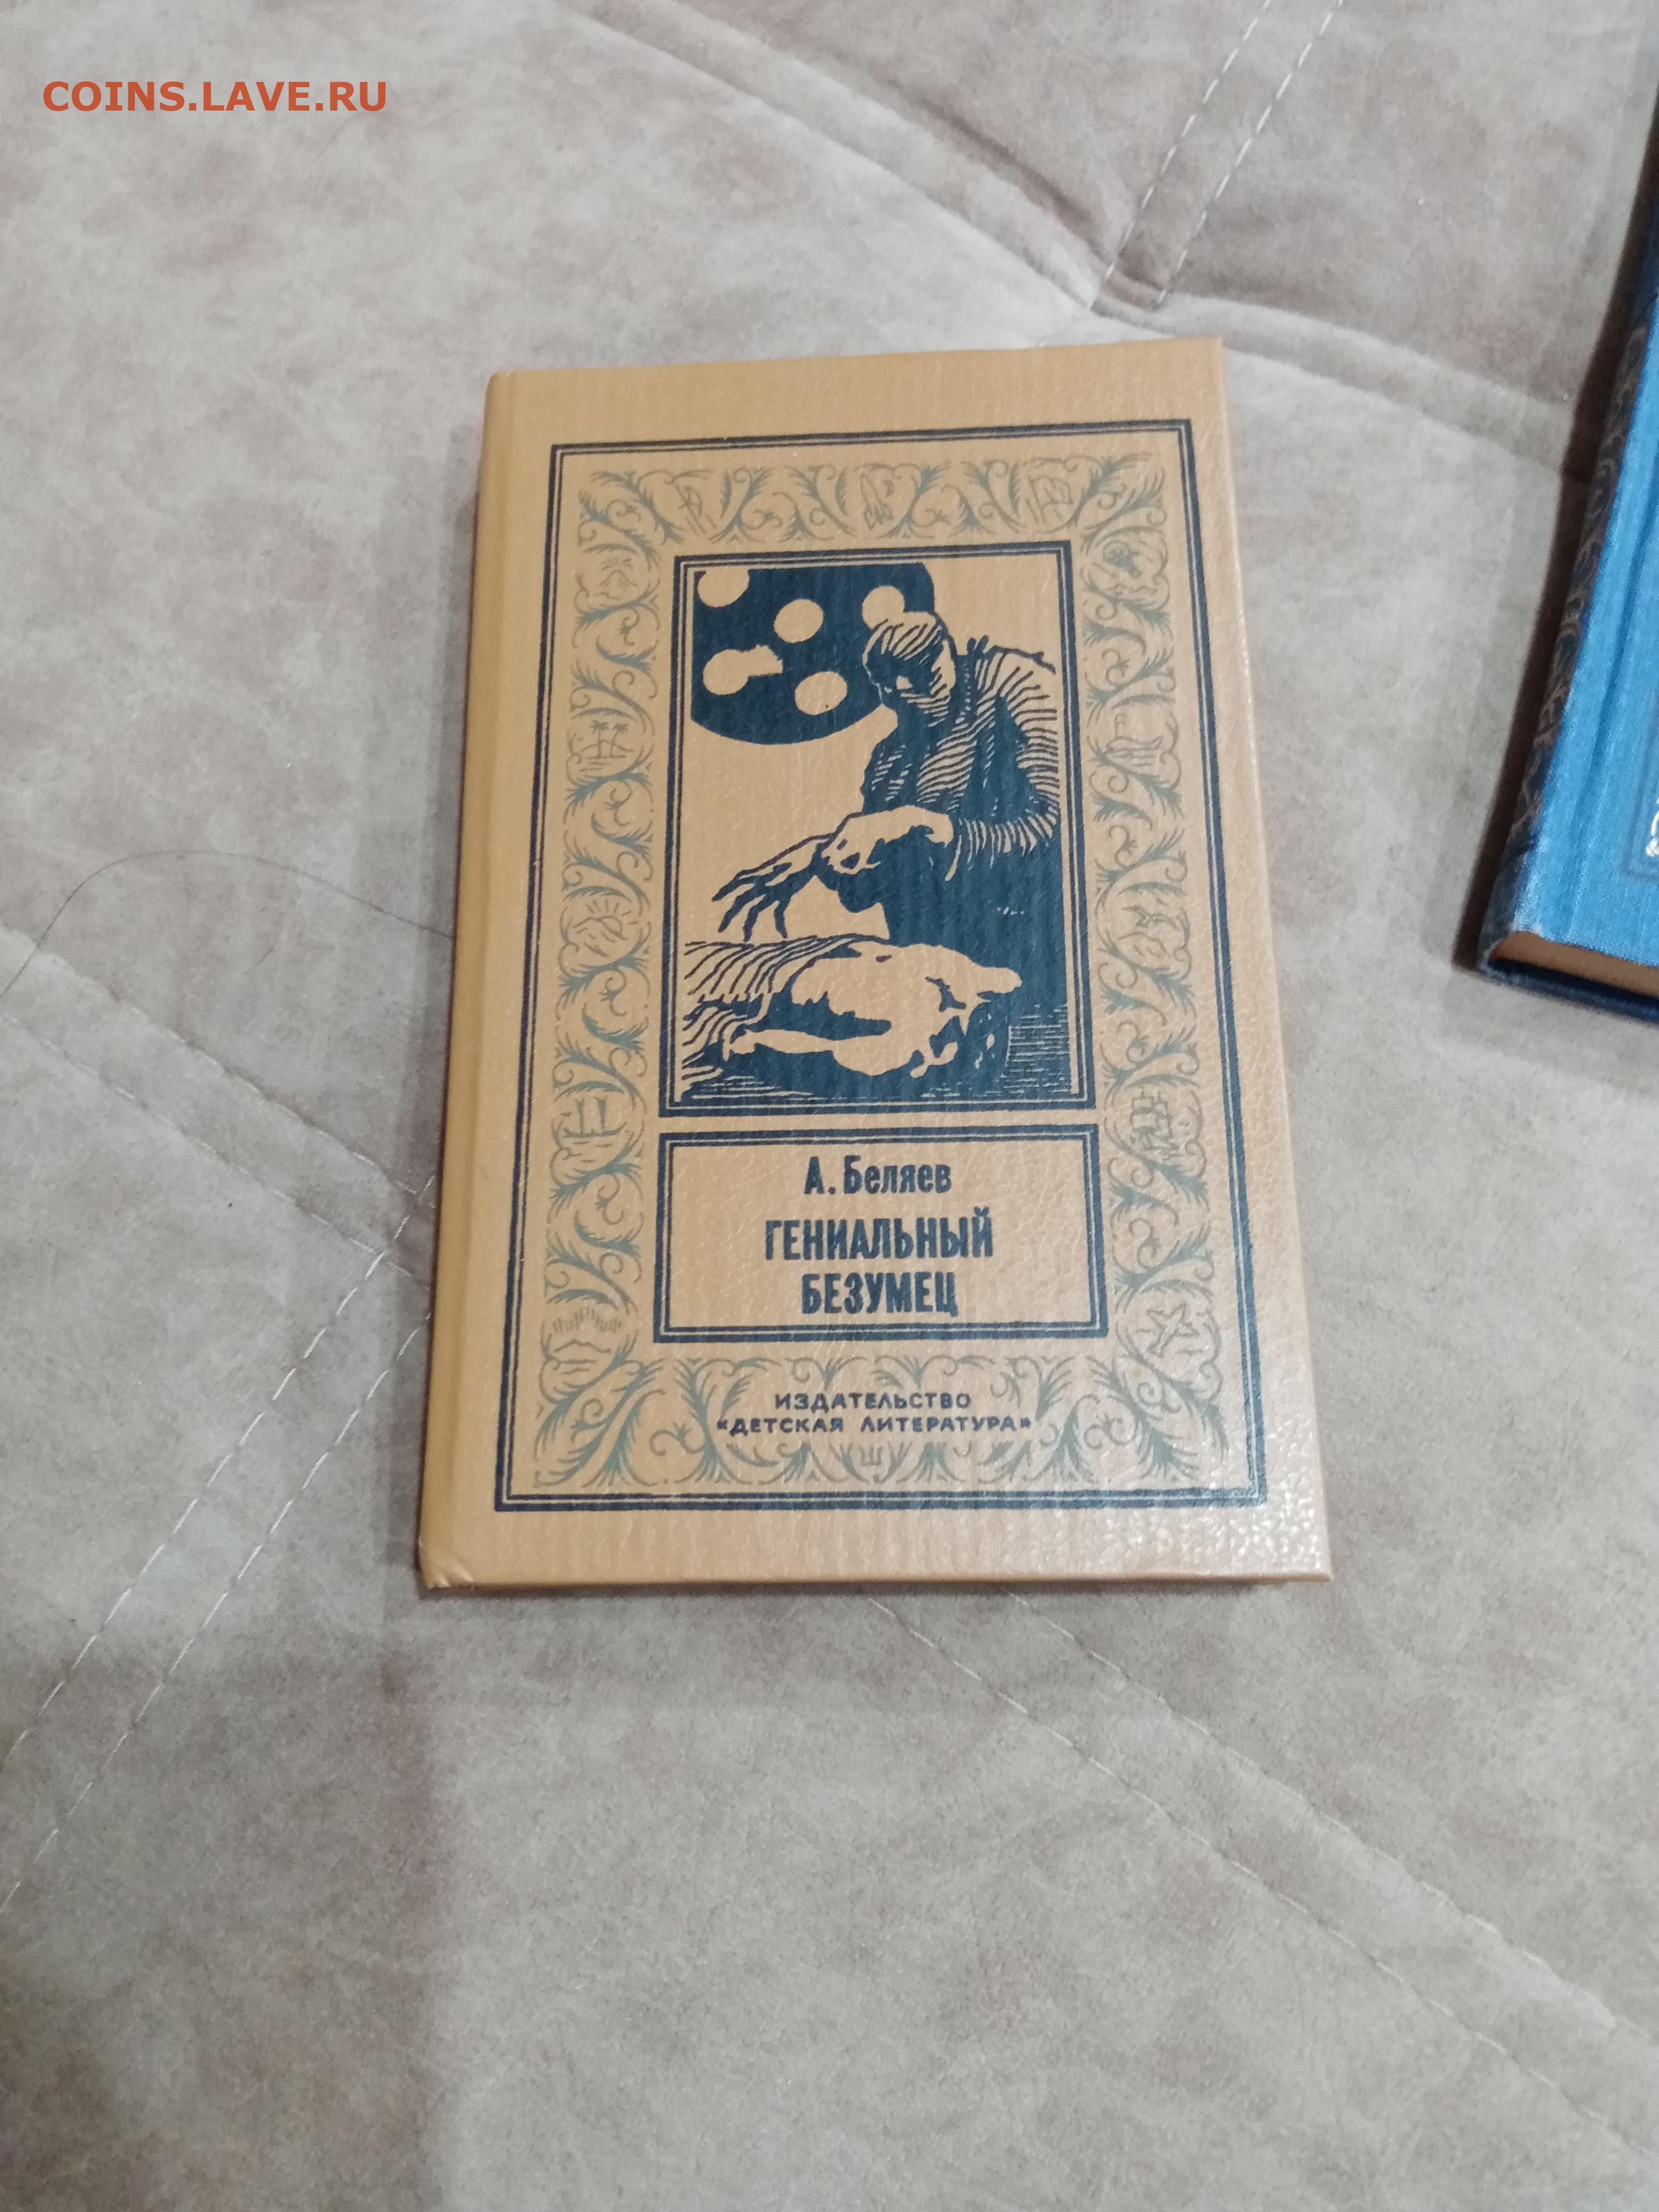 COINS.LAVE.RU
А. Беляев
ГЕНИАЛЬНЫЙ
БЕЗУМЕЦ
ИЗДАТЕЛЬСТВО
«ДЕТСКАЯ ЛИТЕРАТУРА»